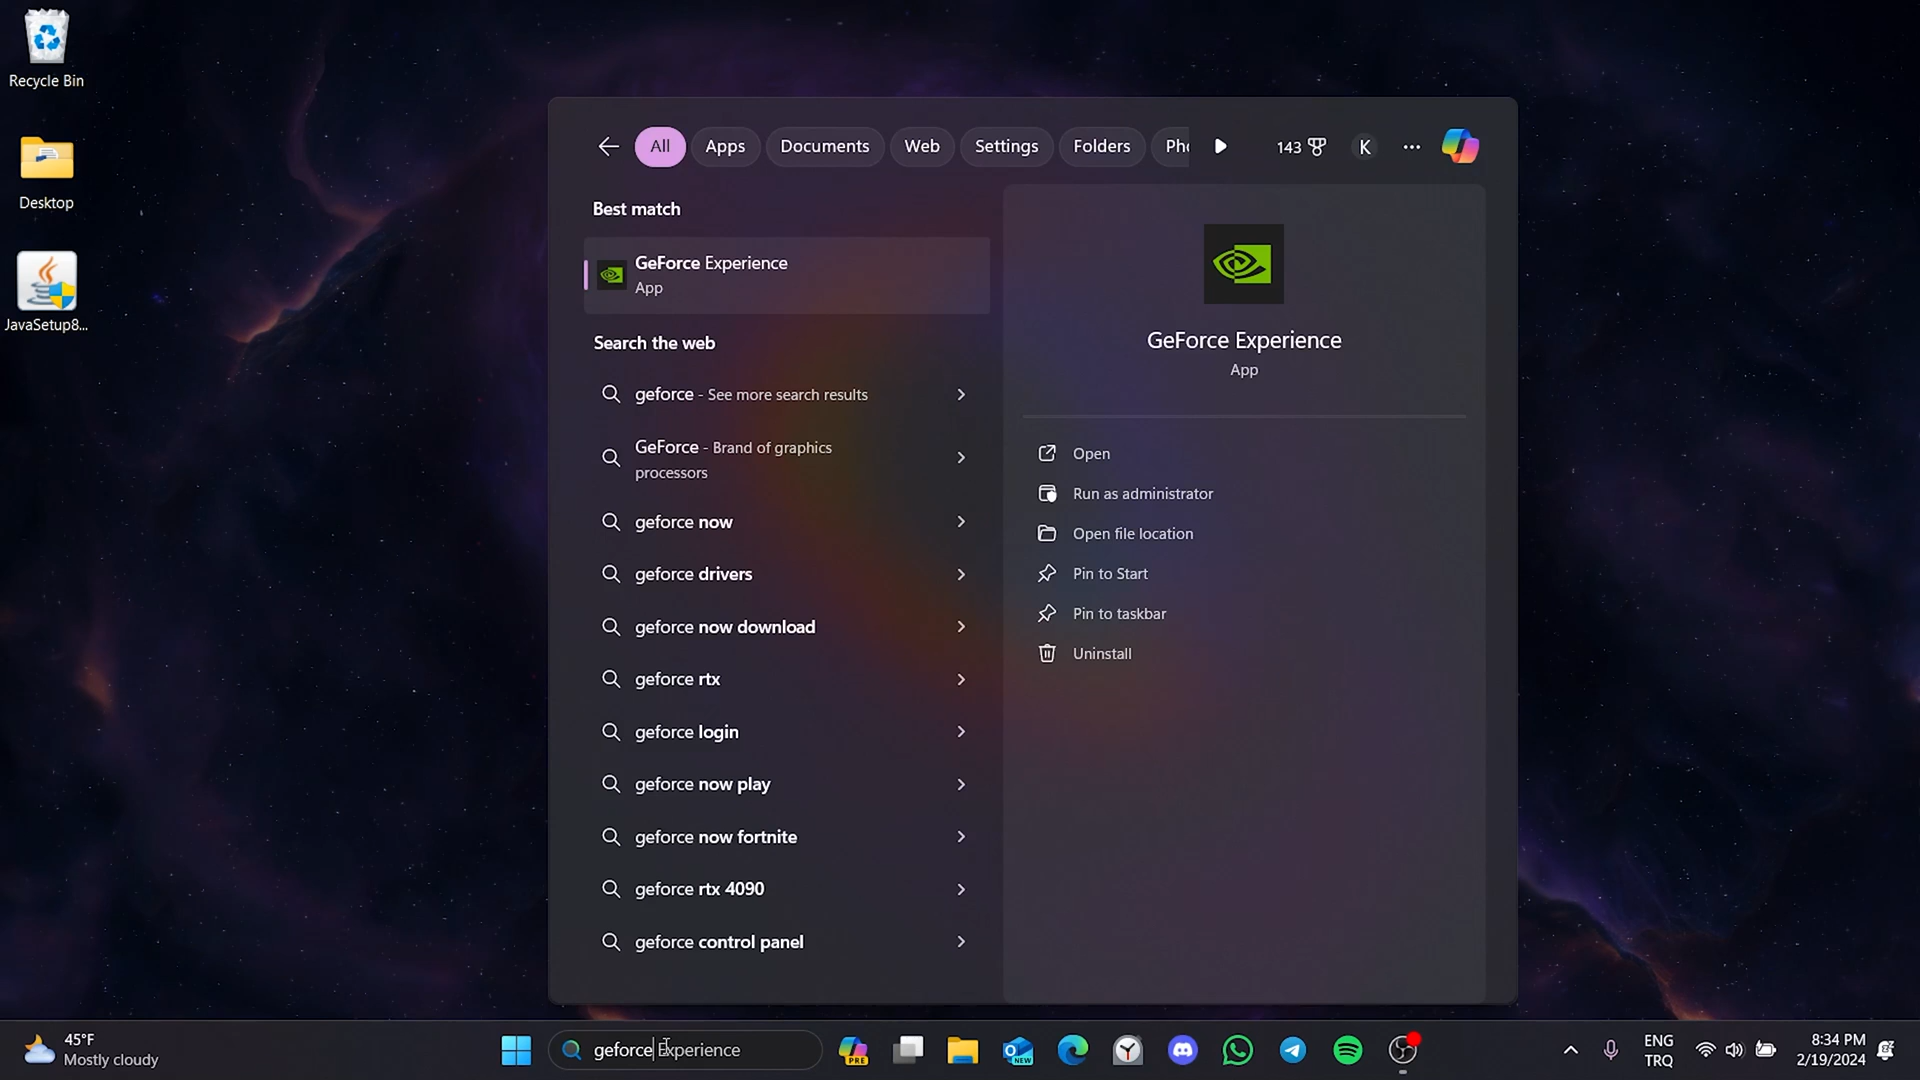 Recycle Bin
Desktop
JavaSetup8...
All
Apps
Documents
Web
Settings
Folders
Pho
143
K
Best match
GeForce Experience
App
Search the web
geforce - See more search results
GeForce - Brand of graphics
processors
geforce now
geforce drivers
geforce now download
geforce rtx
geforce login
geforce now play
geforce now fortnite
geforce rtx 4090
geforce control panel
GeForce Experience
App
Open
Run as administrator
Open file location
Pin to Start
Pin to taskbar
Uninstall
45°F
Mostly cloudy
geforce Experience
PRE
NEW
ENG
TRQ
8:34 PM
2/19/2024